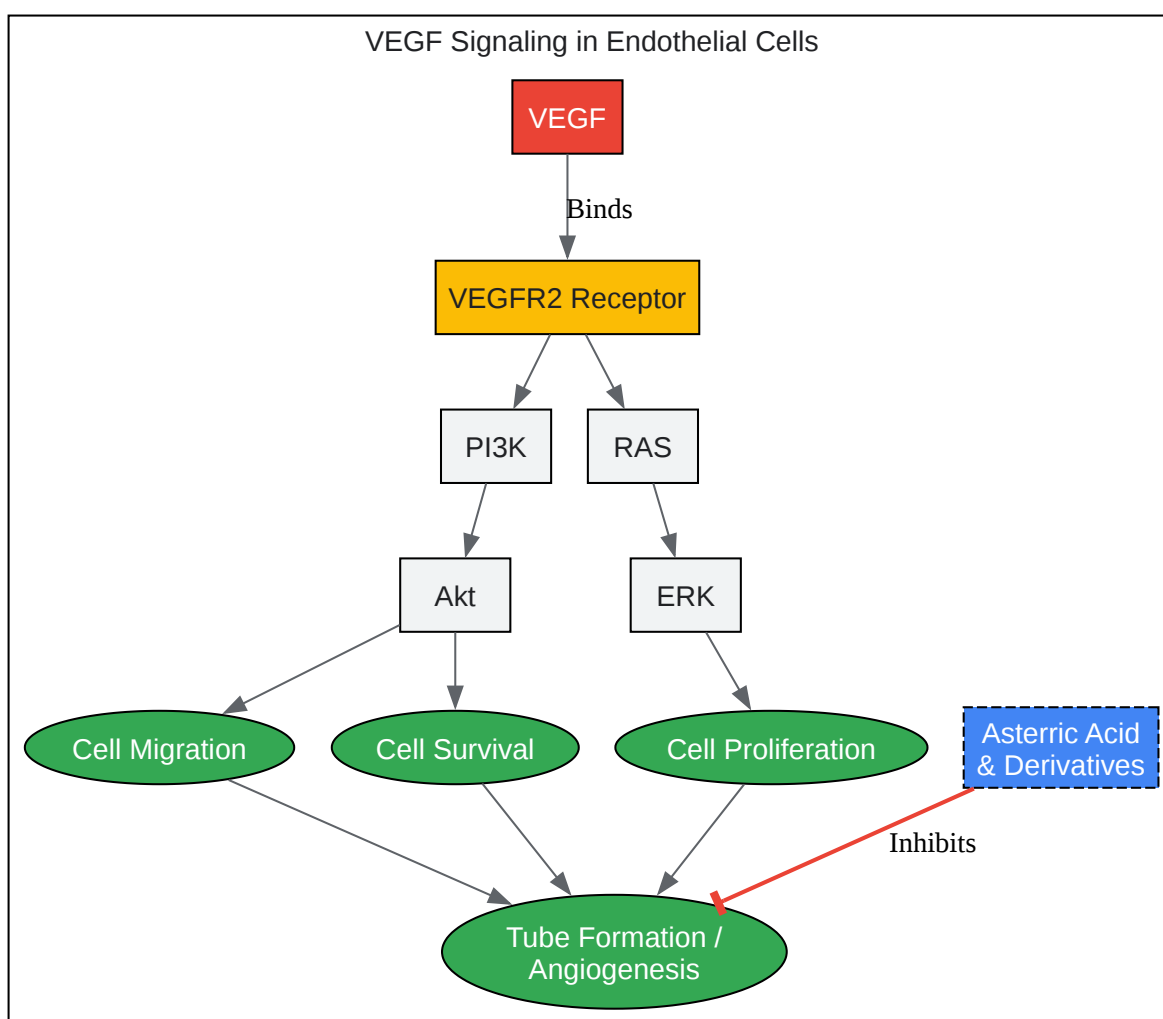 VEGF Signaling in Endothelial Cells
VEGF
Binds
VEGFR2 Receptor
PI3K
RAS
Akt
ERK
Cell Migration
Cell Survival
Cell Proliferation
Asterric Acid
& Derivatives
Inhibits
Tube Formation /
Angiogenesis